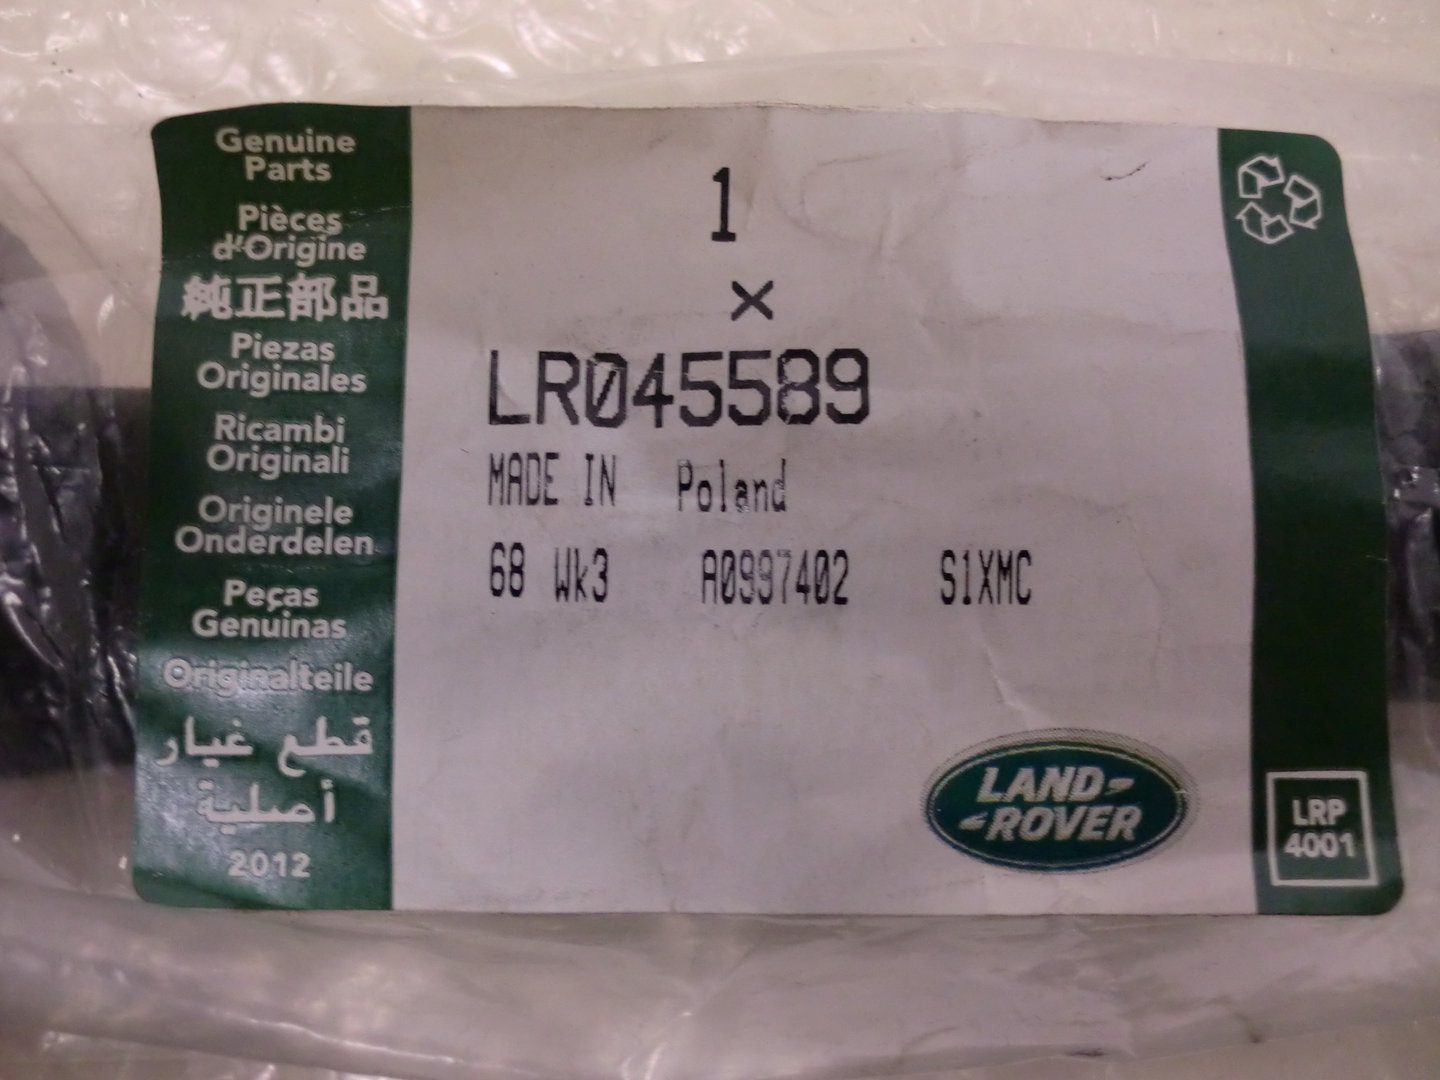 Genuine
Parts
Pièces
d'Origine
純正部品
Piezas
Originales
Ricambi
Originali
Originele
Onderdelen
Peças
Genuínas
Originalteile
قطع غيار
أصلية
2012
1
×
LR045589
MADE IN Poland
68 Wk3 A0997402 S1XMC
LAND-
-ROVER
LRP
4001